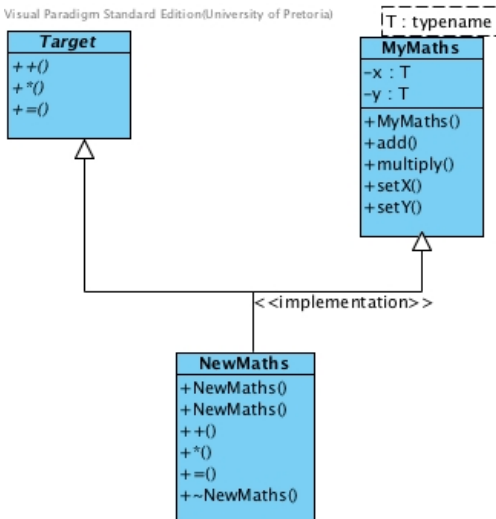 Visual Paradigm Standard Edition(University of Pretoria)
T : typename
Target
++()
+*()
+=()
MyMaths
-x : T
-y : T
+MyMaths()
+add()
+multiply()
+setX()
+setY()
<<implementation>>
NewMaths
+NewMaths()
+NewMaths()
++()
+*()
+=()
+~NewMaths()